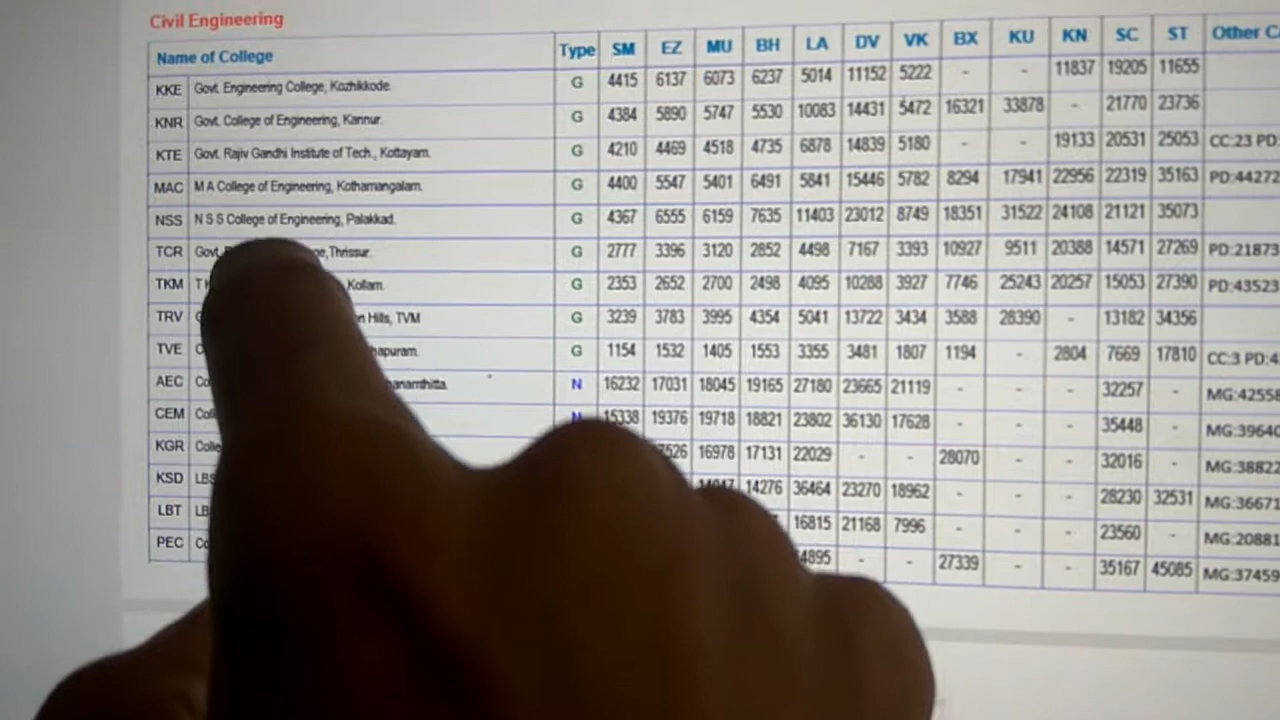 Civil Engineering
Name of College Type SM EZ MU BH LA DV VK BX KU KN SC ST Other
KKE Govt. Engineering College, Kozhikkode. G 4415 6137 6073 6237 5014 11152 5222 - - 11837 19205 11655
KNR Govt. College of Engineering, Kannur. G 4384 5890 5747 5530 10083 14431 5472 16321 33878 - 21770 23736
KTE Govt. Rajiv Gandhi Institute of Tech., Kottayam. G 4210 4469 4518 4735 6878 14839 5180 - - 19133 20531 25053 CC:23 PD:
MAC M A College of Engineering, Kothamangalam. G 4400 5547 5401 6491 5841 15446 5782 8294 17941 22956 22319 35163 PD:44272
NSS N S S College of Engineering, Palakkad. G 4367 6555 6159 7635 11403 23012 8749 18351 31522 24108 21121 35073
TCR Govt. Thrissur. G 2777 3396 3120 2852 4498 7167 3393 10927 9511 20388 14571 27269 PD:21873
TKM T Kollam. G 2353 2652 2700 2498 4095 10288 3927 7746 25243 20257 15053 27390 PD:43523
TRV Hills, TVM G 3239 3783 3995 4354 5041 13722 3434 3588 28390 - 13182 34356
TVE G 1154 1532 1405 1553 3355 3481 1807 1194 - 2804 7669 17810 CC:3 PD:4
AEC N 16232 17031 18045 19165 27180 23665 21119 - - - 32257 - MG:42558
CEM N 15338 19376 19718 18821 23802 36130 17628 - - - 35448 - MG:39640
KGR 16978 17131 22029 - - 28070 - - 32016 - MG:38822
KSD LBS 14276 36464 23270 18962 - - - 28230 32531 MG:36671
LBT 16815 21168 7996 - - - 23560 - MG:20881
PEC - - 27339 - - 35167 45085 MG:37459